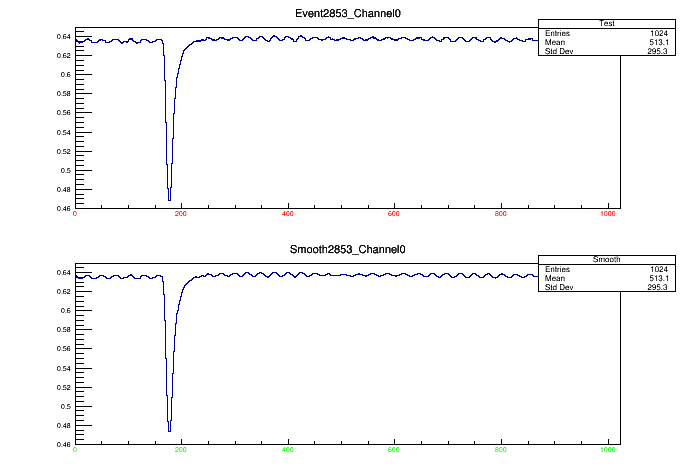 Event2853_Channel0
Test
Entries 1024
Mean 513.1
Std Dev 295.3
0.64
0.62
0.6
0.58
0.56
0.54
0.52
0.5
0.48
0.46
0 200 400 600 800 1000
Smooth2853_Channel0
Smooth
Entries 1024
Mean 513.1
Std Dev 295.3
0.64
0.62
0.6
0.58
0.56
0.54
0.52
0.5
0.48
0.46
0 200 400 600 800 1000